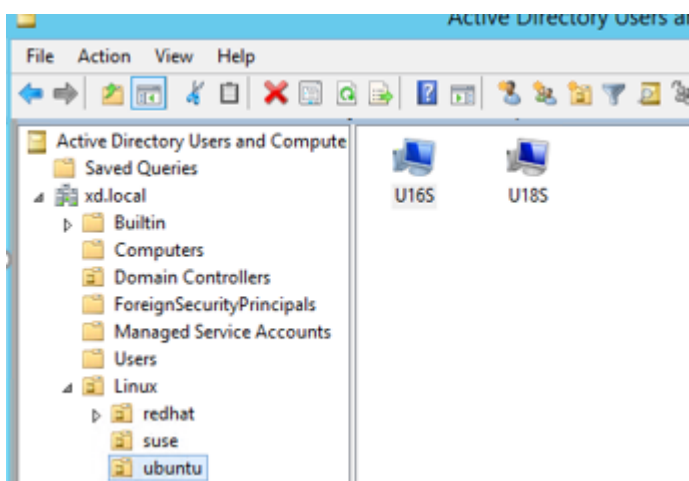 Active Directory Users a
File Action View Help
Active Directory Users and Compute
Saved Queries
xd.local
Builtin
Computers
Domain Controllers
ForeignSecurityPrincipals
Managed Service Accounts
Users
Linux
redhat
suse
ubuntu
U16S U18S